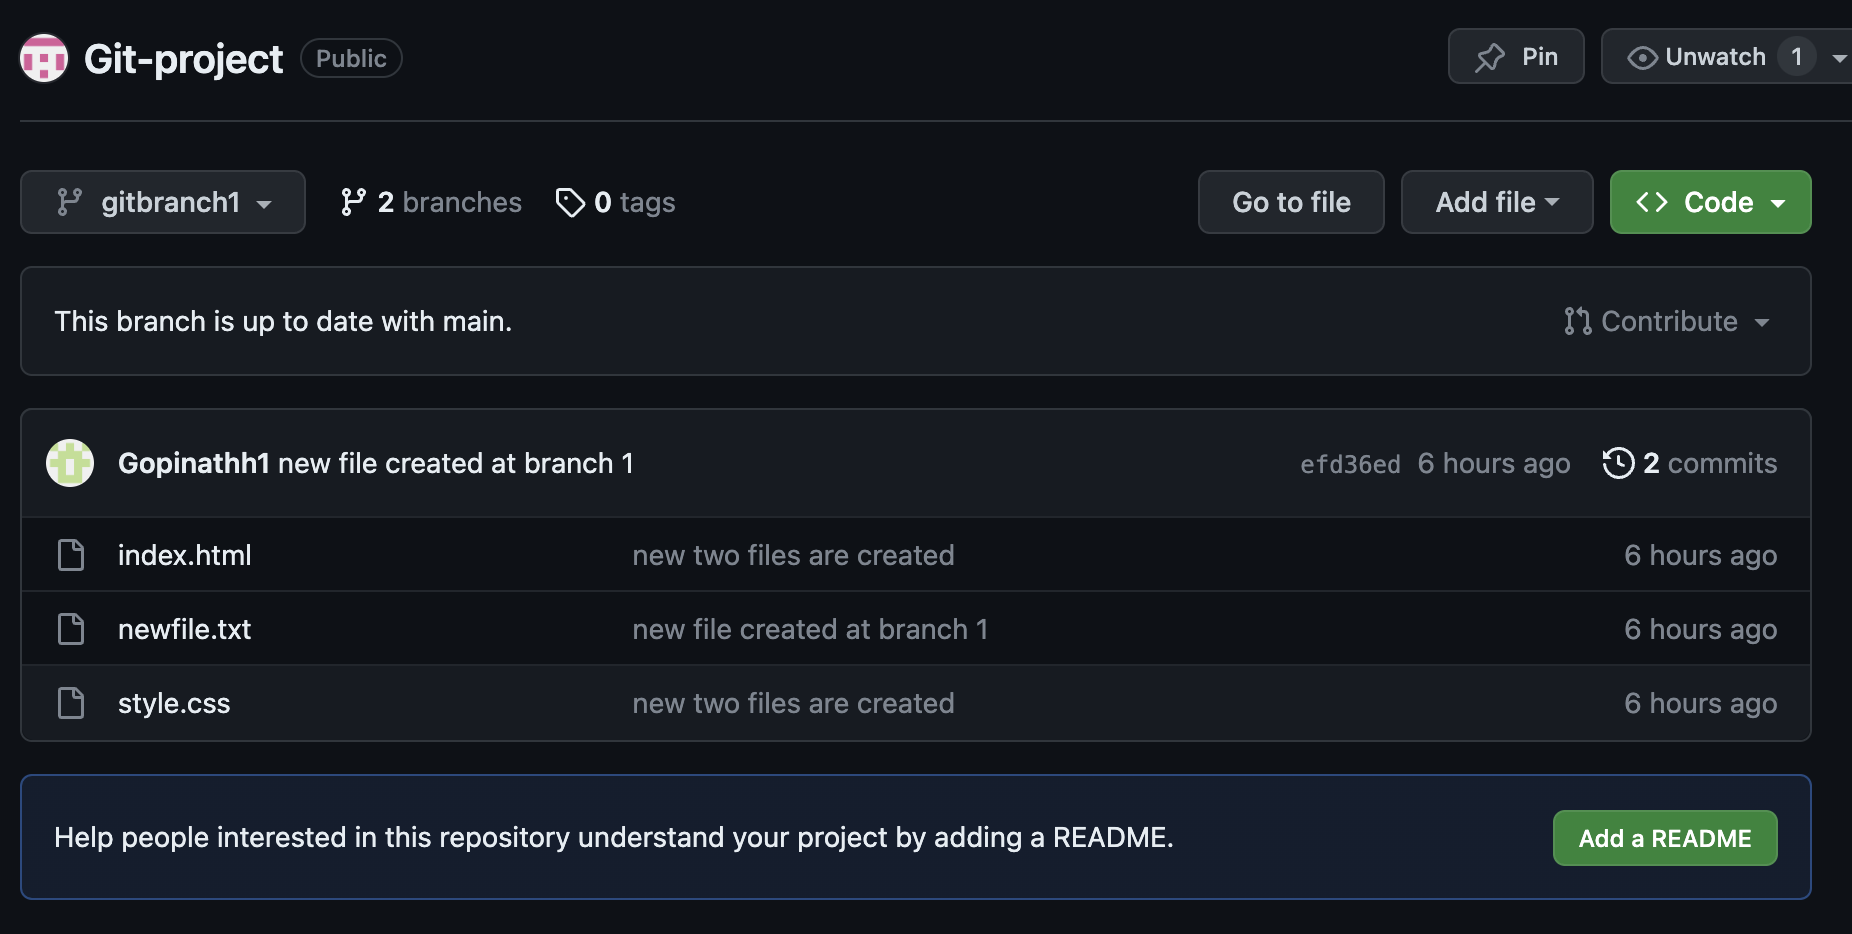 Git-project Public Pin Unwatch 1
gitbranch1 2 branches 0 tags Go to file Add file <> Code
This branch is up to date with main. Contribute
Gopinathh1 new file created at branch 1 efd36ed 6 hours ago 2 commits
index.html new two files are created 6 hours ago
newfile.txt new file created at branch 1 6 hours ago
style.css new two files are created 6 hours ago
Help people interested in this repository understand your project by adding a README. Add a README